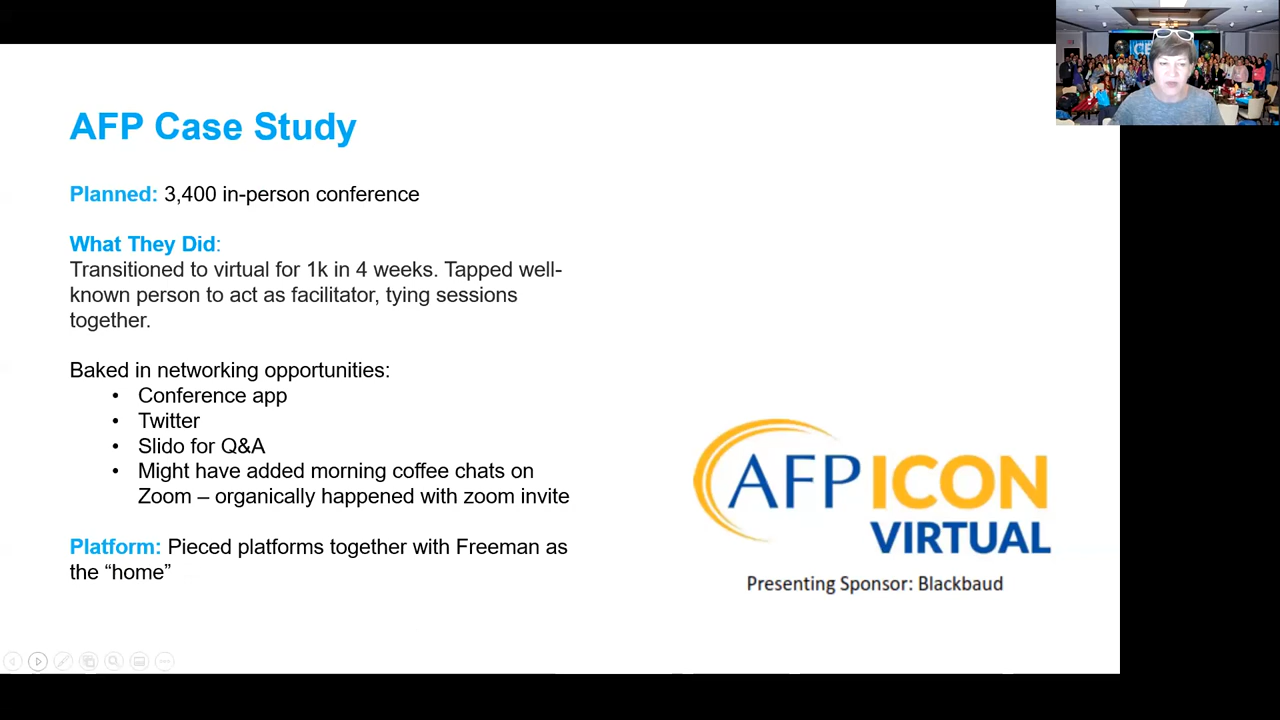 AFP Case Study
Planned: 3,400 in-person conference
What They Did:
Transitioned to virtual for 1k in 4 weeks. Tapped well-
known person to act as facilitator, tying sessions
together.
Baked in networking opportunities:
• Conference app
• Twitter
• Slido for Q&A
• Might have added morning coffee chats on
Zoom – organically happened with zoom invite
Platform: Pieced platforms together with Freeman as
the “home”
AFP ICON
VIRTUAL
Presenting Sponsor: Blackbaud